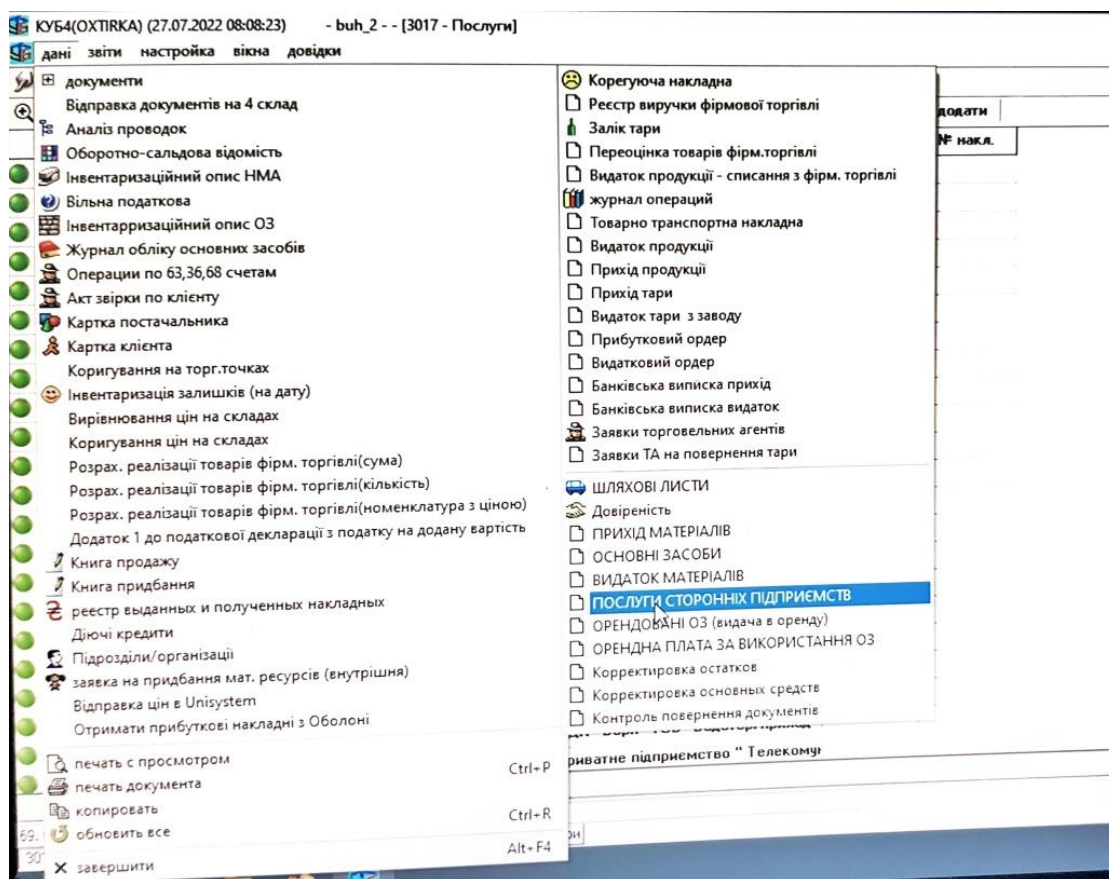 КУБ4(OXTIRKA) (27.07.2022 08:08:23) - buh_2 - - [3017 - Послуги]
дані звіти настройка вікна довідки
документи
Відправка документів на 4 склад
Аналіз проводок
Оборотно-сальдова відомість
Інвентаризаційний опис НМА
Вільна податкова
Інвентарризаційний опис ОЗ
Журнал обліку основних засобів
Операции по 63,36,68 счетам
Акт звірки по клієнту
Картка постачальника
Картка клієнта
Коригування на торг.точках
Інвентаризація залишків (на дату)
Вирівнювання цін на складах
Коригування цін на складах
Розрах. реалізації товарів фірм. торгівлі(сума)
Розрах. реалізації товарів фірм. торгівлі(кількість)
Розрах. реалізації товарів фірм. торгівлі(номенклатура з ціною)
Додаток 1 до податкової декларації з податку на додану вартість
Книга продажу
Книга придбання
реестр выданных и полученных накладных
Діючі кредити
Підрозділи/організації
заявка на придбання мат. ресурсів (внутрішня)
Відправка цін в Unisystem
Отримати прибуткові накладні з Оболоні
печать с просмотром Ctrl+P
печать документа
копировать Ctrl+R
обновить все
завершити Alt+F4
Корегуюча накладна
Реєстр виручки фірмової торгівлі
Залік тари
Переоцінка товарів фірм.торгівлі
Видаток продукції - списання з фірм. торгівлі
журнал операций
Товарно транспортна накладна
Видаток продукції
Прихід продукції
Прихід тари
Видаток тари з заводу
Прибутковий ордер
Видатковий ордер
Банківська виписка прихід
Банківська виписка видаток
Заявки торговельних агентів
Заявки ТА на повернення тари
ШЛЯХОВІ ЛИСТИ
Довіреність
ПРИХІД МАТЕРІАЛІВ
ОСНОВНІ ЗАСОБИ
ВИДАТОК МАТЕРІАЛІВ
ПОСЛУГИ СТОРОННІХ ПІДПРИЄМСТВ
ОРЕНДОВАНІ ОЗ (видача в оренду)
ОРЕНДНА ПЛАТА ЗА ВИКОРИСТАННЯ ОЗ
Корректировка остатков
Корректировка основных средств
Контроль повернення документів
додати
№ накл.
риватне підприємство " Телекому
69.